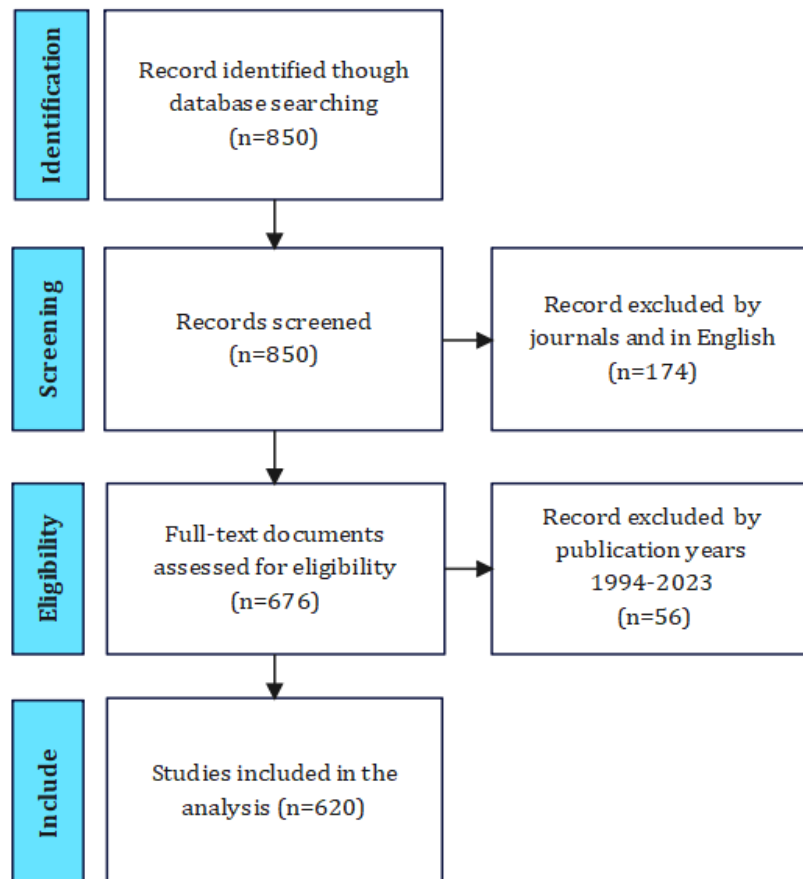 Identification
Record identified though
database searching
(n=850)
Screening
Records screened
(n=850)
Record excluded by
journals and in English
(n=174)
Eligibility
Full-text documents
assessed for eligibility
(n=676)
Record excluded by
publication years
1994-2023
(n=56)
Include
Studies included in the
analysis (n=620)